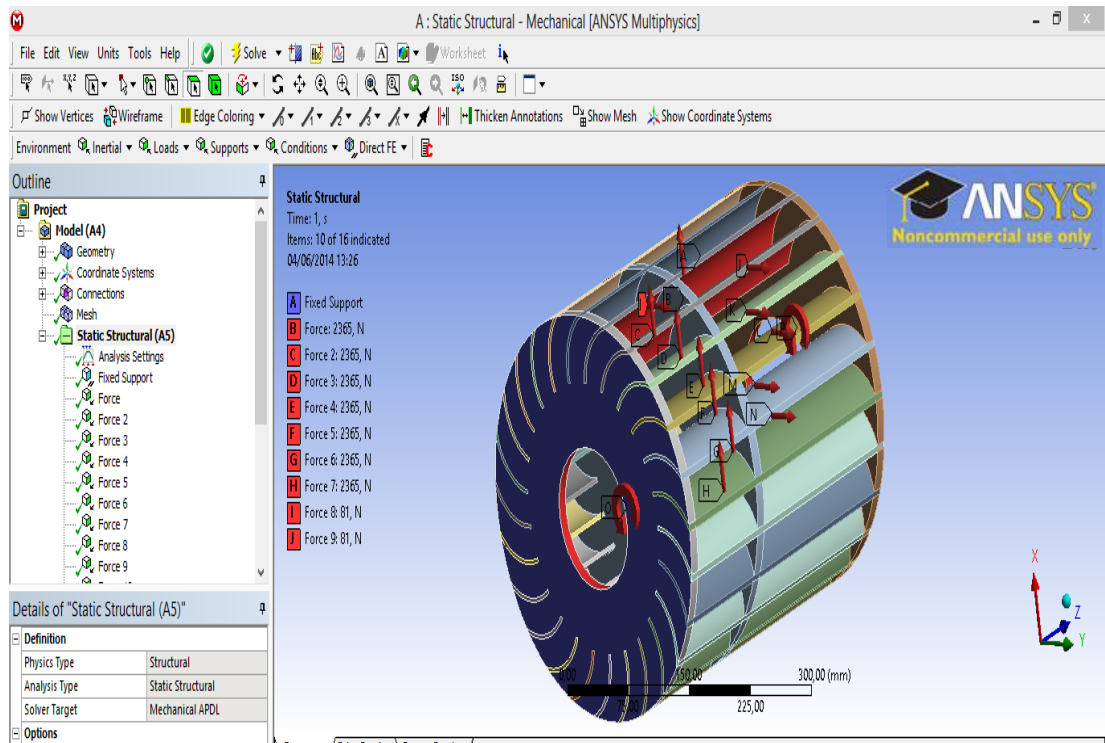 A : Static Structural - Mechanical [ANSYS Multiphysics]
File Edit View Units Tools Help Solve Worksheet
Show Vertices Wireframe Edge Coloring Thicken Annotations Show Mesh Show Coordinate Systems
Environment Inertial Loads Supports Conditions Direct FE
Outline
Project
Model (A4)
Geometry
Coordinate Systems
Connections
Mesh
Static Structural (A5)
Analysis Settings
Fixed Support
Force
Force 2
Force 3
Force 4
Force 5
Force 6
Force 7
Force 8
Force 9
Details of "Static Structural (A5)"
Definition
Physics Type Structural
Analysis Type Static Structural
Solver Target Mechanical APDL
Options
Static Structural
Time: 1, s
Items: 10 of 16 indicated
04/06/2014 13:26
A Fixed Support
B Force: 2365, N
C Force 2: 2365, N
D Force 3: 2365, N
E Force 4: 2365, N
F Force 5: 2365, N
G Force 6: 2365, N
H Force 7: 2365, N
I Force 8: 81, N
J Force 9: 81, N
ANSYS
Noncommercial use only
A
B
J
C
K
D
E
M
F
N
G
H
O
X
Z
Y
0,00 150,00 300,00 (mm)
75,00 225,00